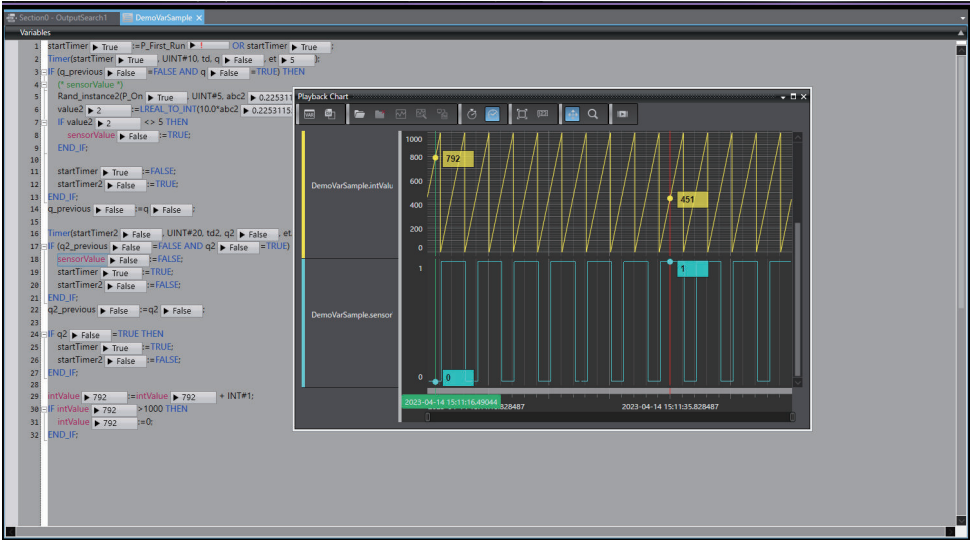 Section0 - OutputSearch1 DemoVarSample ×
Variables
1 startTimer ▶ True :=P_First_Run ▶ ! OR startTimer ▶ True ;
2 Timer(startTimer ▶ True , UINT#10, td, q ▶ False , et ▶ 5 );
3 IF (q_previous ▶ False =FALSE AND q ▶ False =TRUE) THEN
4 (* sensorValue *)
5 Rand_instance2(P_On ▶ True , UINT#5, abc2 ▶ 0.225311
6 value2 ▶ 2 :=LREAL_TO_INT(10.0*abc2 ▶ 0.2253115
7 IF value2 ▶ 2 <> 5 THEN
8 sensorValue ▶ False :=TRUE;
9 END_IF;
10
11 startTimer ▶ True :=FALSE;
12 startTimer2 ▶ False :=TRUE;
13 END_IF;
14 q_previous ▶ False :=q ▶ False ;
15
16 Timer(startTimer2 ▶ False , UINT#20, td2, q2 ▶ False , et
17 IF (q2_previous ▶ False =FALSE AND q2 ▶ False =TRUE)
18 sensorValue ▶ False :=FALSE;
19 startTimer ▶ True :=TRUE;
20 startTimer2 ▶ False :=FALSE;
21 END_IF;
22 q2_previous ▶ False :=q2 ▶ False ;
23
24 IF q2 ▶ False =TRUE THEN
25 startTimer ▶ True :=TRUE;
26 startTimer2 ▶ False :=FALSE;
27 END_IF;
28
29 intValue ▶ 792 :=intValue ▶ 792 + INT#1;
30 IF intValue ▶ 792 >1000 THEN
31 intValue ▶ 792 :=0;
32 END_IF;
Playback Chart
DemoVarSample.intValu
1000
800
600
400
200
0
792
451
DemoVarSample.sensor
1
0
0
1
2023-04-14 15:11:16.49044
828487
2023-04-14 15:11:35.828487